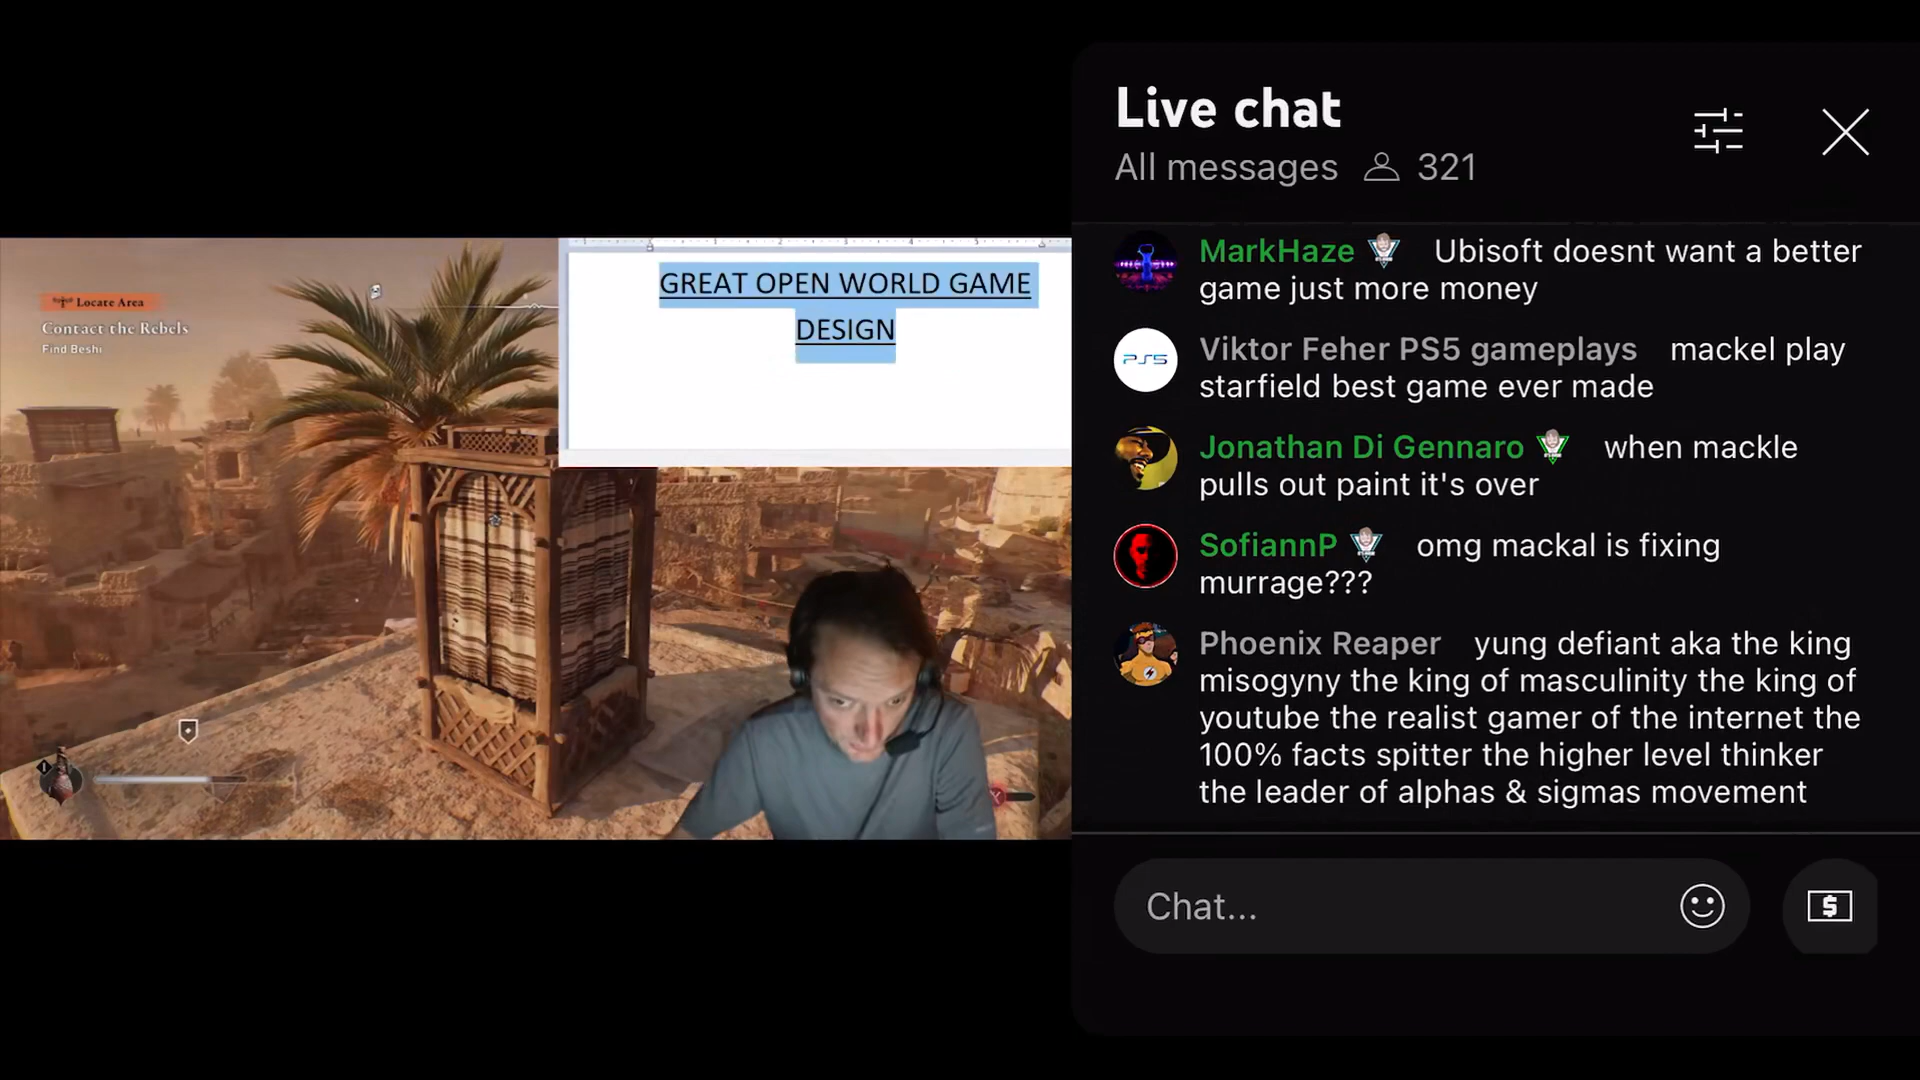 Locate Area
Contact the Rebels
Find Beshi
GREAT OPEN WORLD GAME
DESIGN
Live chat
All messages 321
MarkHaze Ubisoft doesnt want a better
game just more money
PS5
Viktor Feher PS5 gameplays mackel play
starfield best game ever made
Jonathan Di Gennaro when mackle
pulls out paint it's over
SofiannP omg mackal is fixing
murrage???
Phoenix Reaper yung defiant aka the king
misogyny the king of masculinity the king of
youtube the realist gamer of the internet the
100% facts spitter the higher level thinker
the leader of alphas & sigmas movement
Chat...
$